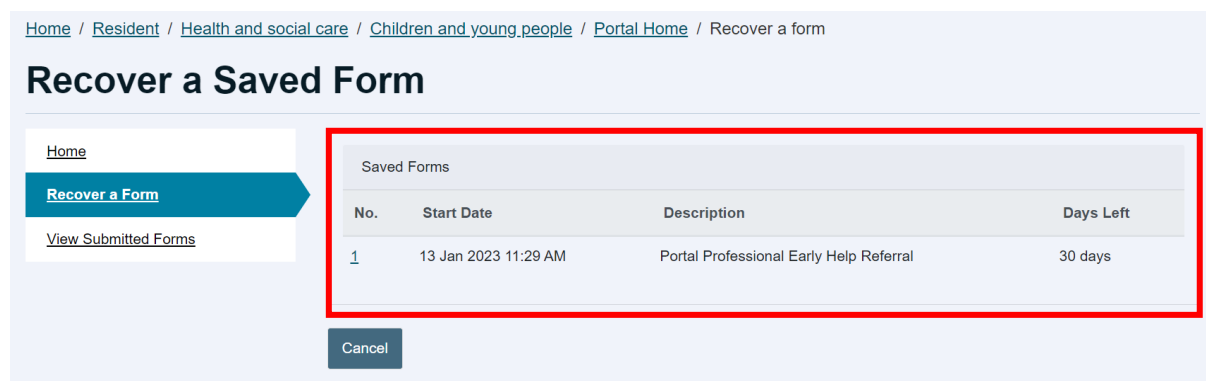 Home / Resident / Health and social care / Children and young people / Portal Home / Recover a form
Recover a Saved Form
Home
Recover a Form
View Submitted Forms
Saved Forms
No. Start Date Description Days Left
1 13 Jan 2023 11:29 AM Portal Professional Early Help Referral 30 days
Cancel